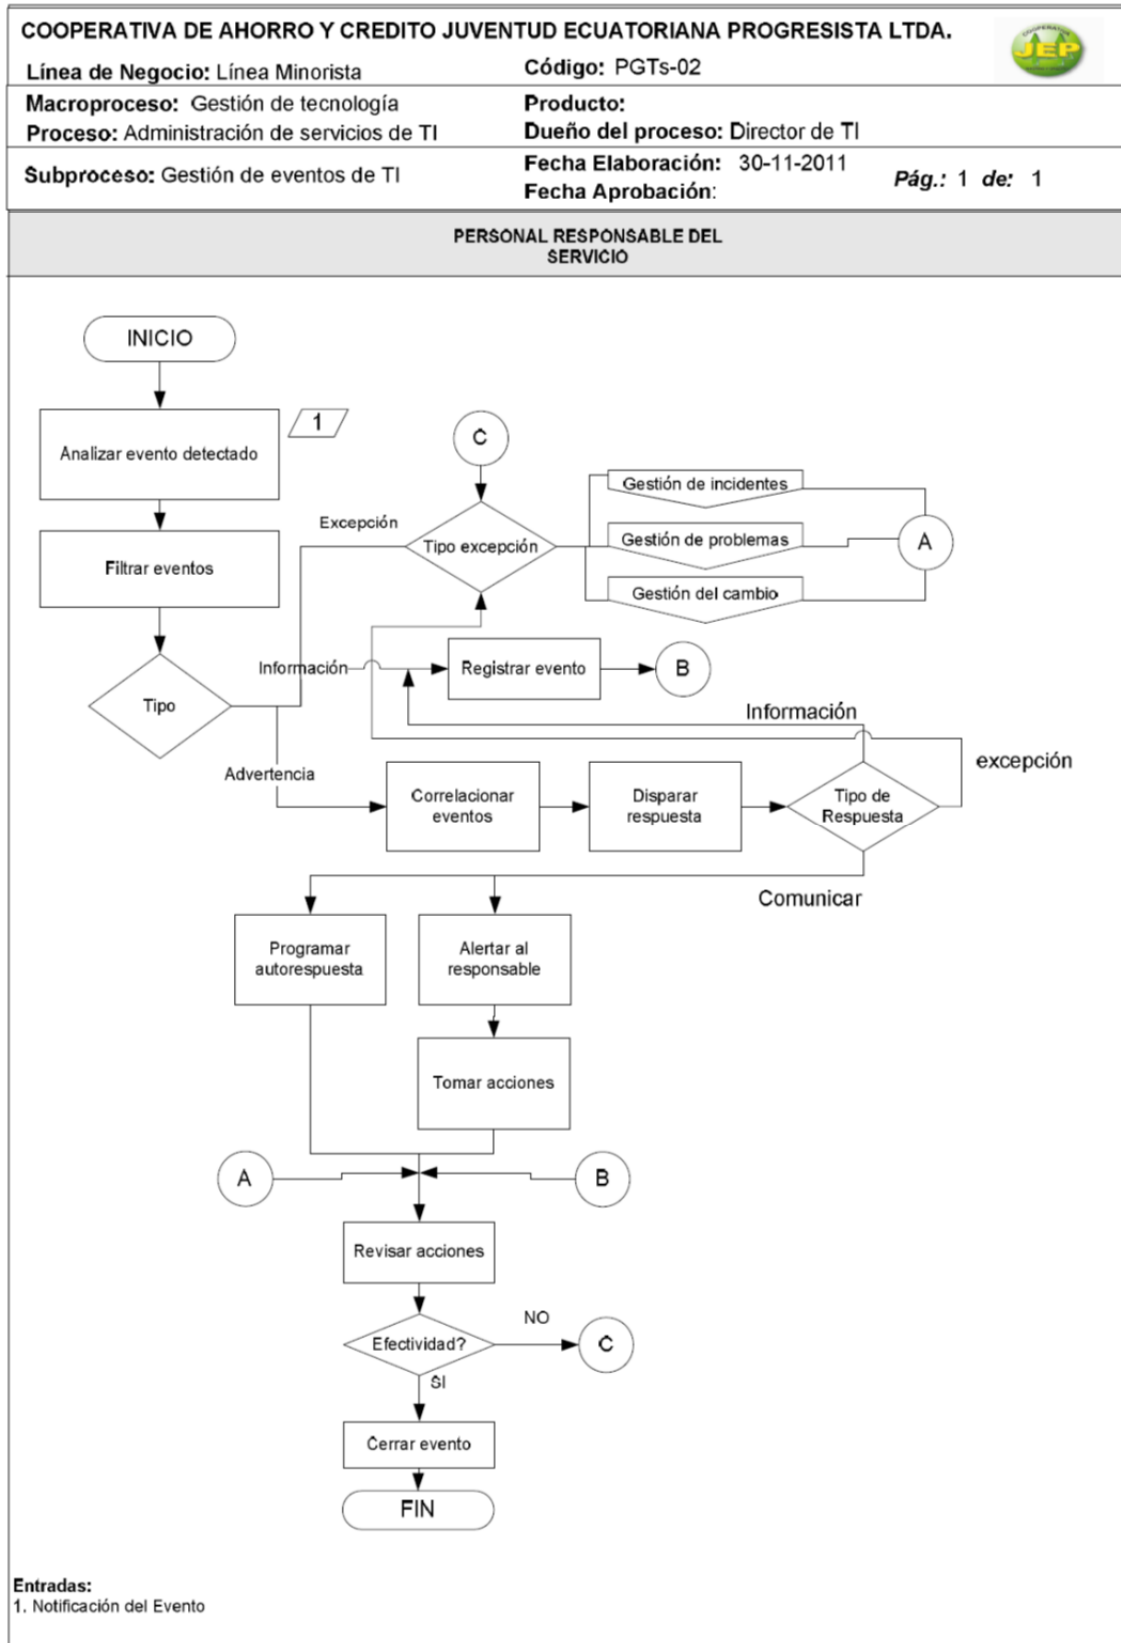 COOPERATIVA DE AHORRO Y CREDITO JUVENTUD ECUATORIANA PROGRESISTA LTDA.
JEP
Línea de Negocio: Línea Minorista
Código: PGTs-02
Macroproceso: Gestión de tecnología
Producto:
Proceso: Administración de servicios de TI
Dueño del proceso: Director de TI
Subproceso: Gestión de eventos de TI
Fecha Elaboración: 30-11-2011
Fecha Aprobación:
Pág.: 1 de: 1
PERSONAL RESPONSABLE DEL
SERVICIO
INICIO
1
Analizar evento detectado
C
Gestión de incidentes
Excepción
Tipo excepción
Gestión de problemas
A
Filtrar eventos
Gestión del cambio
Información
Registrar evento
B
Tipo
Información
excepción
Advertencia
Correlacionar
eventos
Disparar
respuesta
Tipo de
Respuesta
Comunicar
Programar
autorespuesta
Alertar al
responsable
Tomar acciones
A
B
Revisar acciones
NO
Efectividad?
C
SI
Cerrar evento
FIN
Entradas:
1. Notificación del Evento